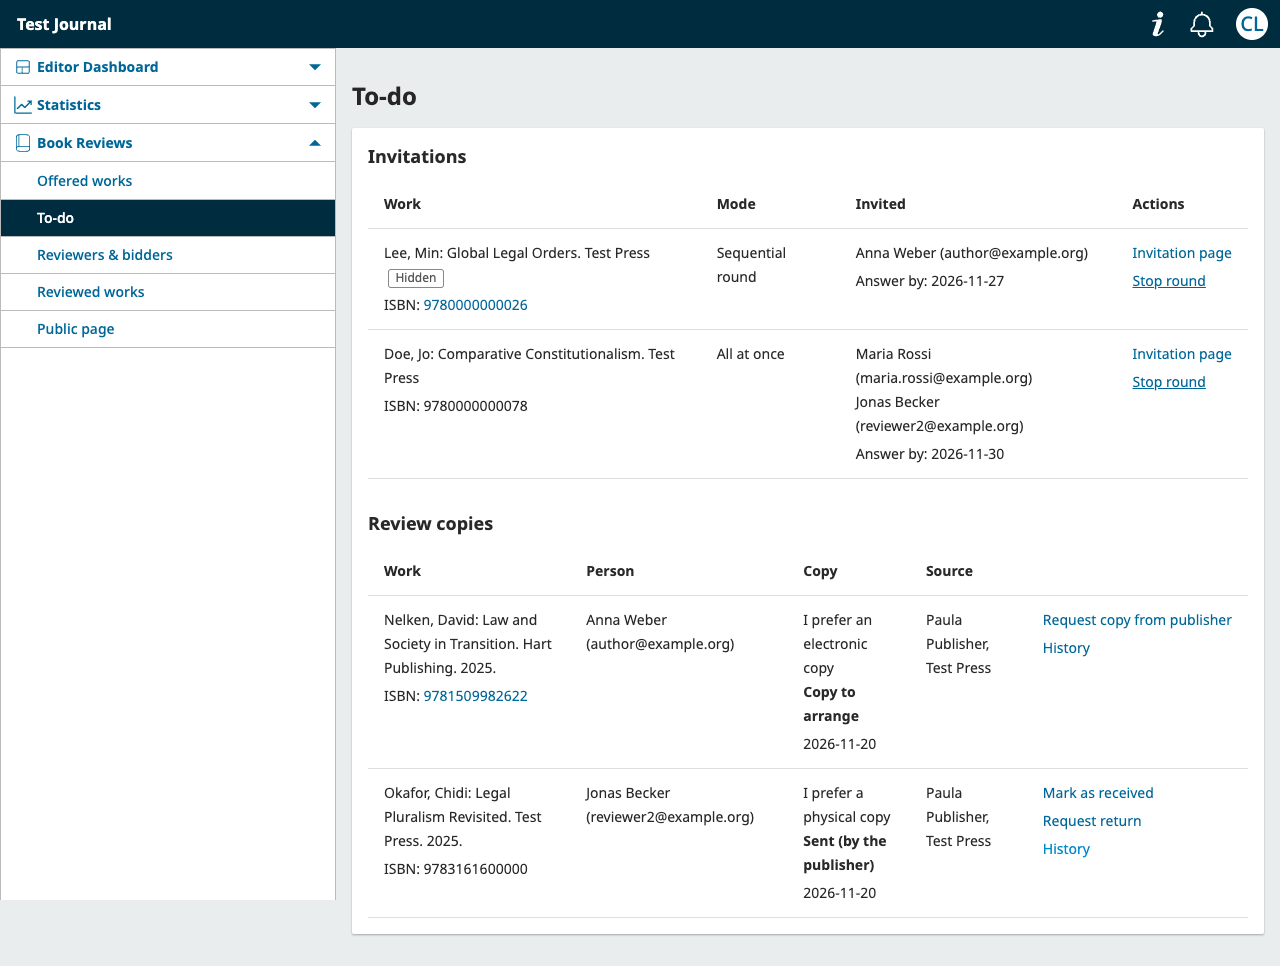 Test Journal
CL
Editor Dashboard
Statistics
Book Reviews
Offered works
To-do
Reviewers & bidders
Reviewed works
Public page
To-do
Invitations
Work Mode Invited Actions
Lee, Min: Global Legal Orders. Test Press
Hidden
ISBN: 9780000000026
Sequential
round
Anna Weber (author@example.org)
Answer by: 2026-11-27
Invitation page
Stop round
Doe, Jo: Comparative Constitutionalism. Test
Press
ISBN: 9780000000078
All at once
Maria Rossi
(maria.rossi@example.org)
Jonas Becker
(reviewer2@example.org)
Answer by: 2026-11-30
Invitation page
Stop round
Review copies
Work Person Copy Source
Nelken, David: Law and
Society in Transition. Hart
Publishing. 2025.
ISBN: 9781509982622
Anna Weber
(author@example.org)
I prefer an
electronic
copy
Copy to
arrange
2026-11-20
Paula
Publisher,
Test Press
Request copy from publisher
History
Okafor, Chidi: Legal
Pluralism Revisited. Test
Press. 2025.
ISBN: 9783161600000
Jonas Becker
(reviewer2@example.org)
I prefer a
physical copy
Sent (by the
publisher)
2026-11-20
Paula
Publisher,
Test Press
Mark as received
Request return
History